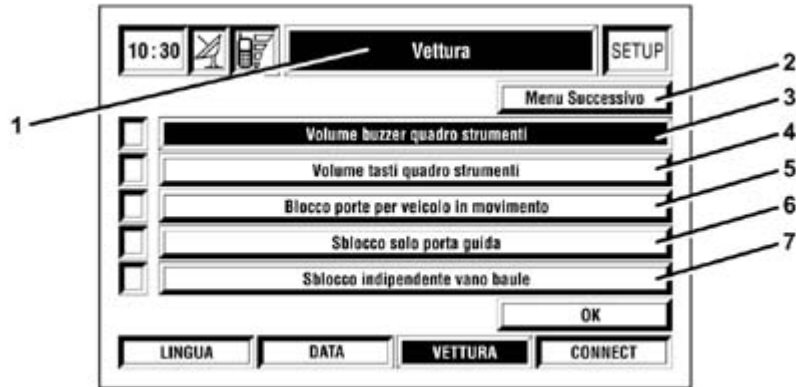 10:30 Vettura SETUP
Menu Successivo 2
1
Volume buzzer quadro strumenti 3
Volume tasti quadro strumenti 4
Blocco porte per veicolo in movimento 5
Sblocco solo porta guida 6
Sblocco indipendente vano baule 7
OK
LINGUA DATA VETTURA CONNECT